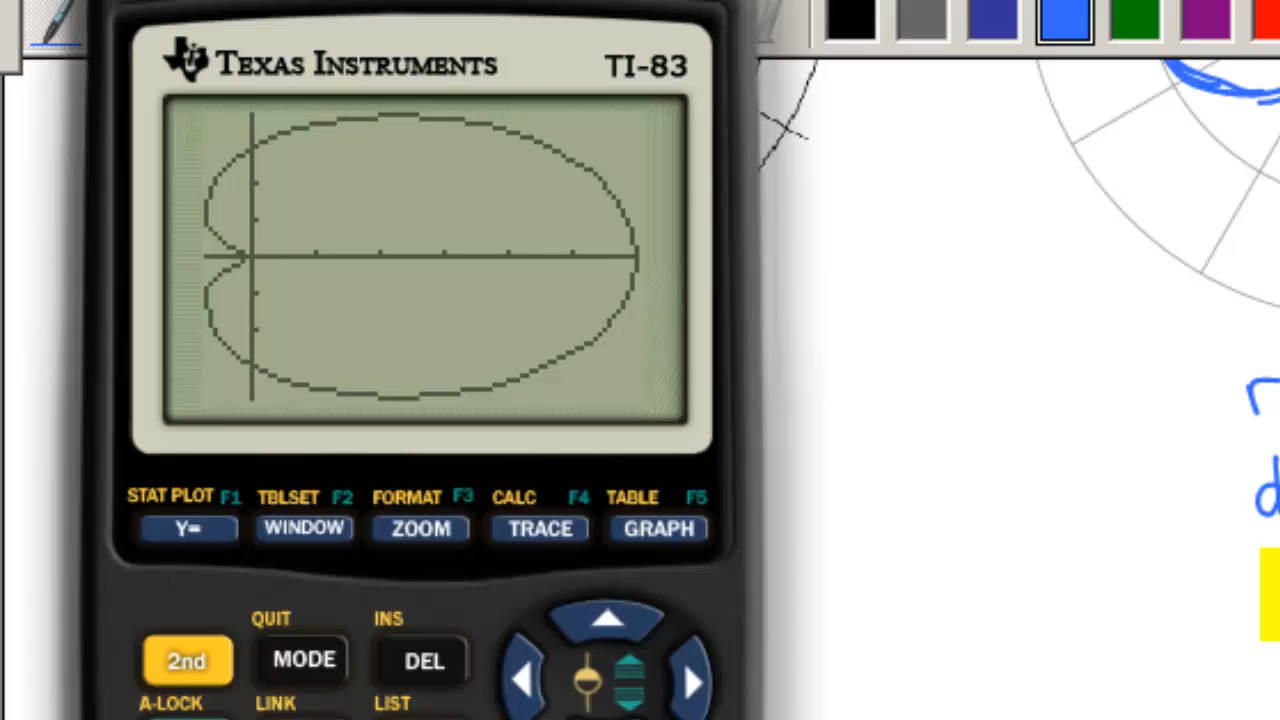 TEXAS INSTRUMENTS TI-83
STAT PLOT F1 TBLSET F2 FORMAT F3 CALC F4 TABLE F5
Y= WINDOW ZOOM TRACE GRAPH
QUIT INS
2nd MODE DEL
A-LOCK LINK LIST